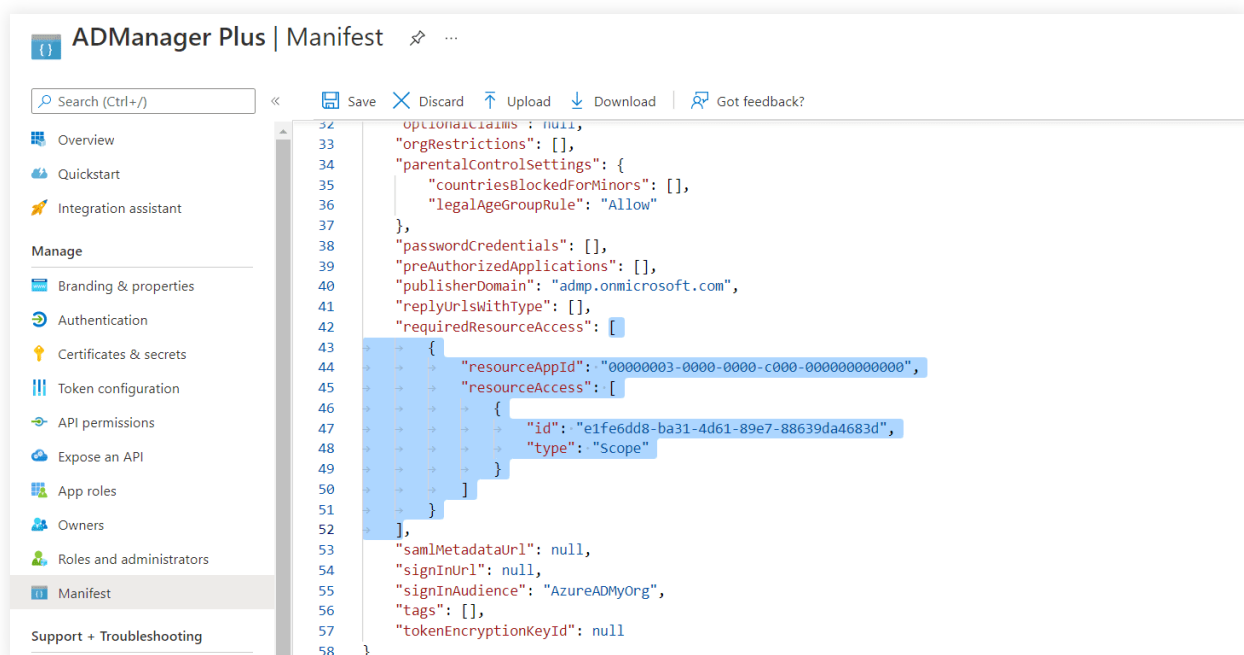 ADManager Plus | Manifest ...
Search (Ctrl+/)
«
Overview
Quickstart
Integration assistant
Manage
Branding & properties
Authentication
Certificates & secrets
Token configuration
API permissions
Expose an API
App roles
Owners
Roles and administrators
Manifest
Support + Troubleshooting
Save Discard Upload Download Got feedback?
32 "optionalClaims": null,
33 "orgRestrictions": [],
34 "parentalControlSettings": {
35 "countriesBlockedForMinors": [],
36 "legalAgeGroupRule": "Allow"
37 },
38 "passwordCredentials": [],
39 "preAuthorizedApplications": [],
40 "publisherDomain": "admp.onmicrosoft.com",
41 "replyUrlsWithType": [],
42 "requiredResourceAccess": [
43 {
44 "resourceAppId": "00000003-0000-0000-c000-000000000000",
45 "resourceAccess": [
46 {
47 "id": "e1fe6dd8-ba31-4d61-89e7-88639da4683d",
48 "type": "Scope"
49 }
50 ]
51 }
52 ],
53 "samlMetadataUrl": null,
54 "signInUrl": null,
55 "signInAudience": "AzureADMyOrg",
56 "tags": [],
57 "tokenEncryptionKeyId": null
58 }